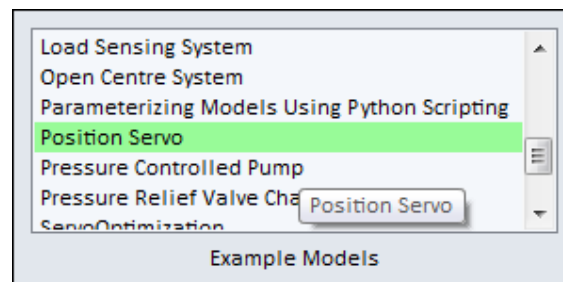 Load Sensing System
Open Centre System
Parameterizing Models Using Python Scripting
Position Servo
Pressure Controlled Pump
Pressure Relief Valve Cha
Position Servo
ServoOptimization
Example Models